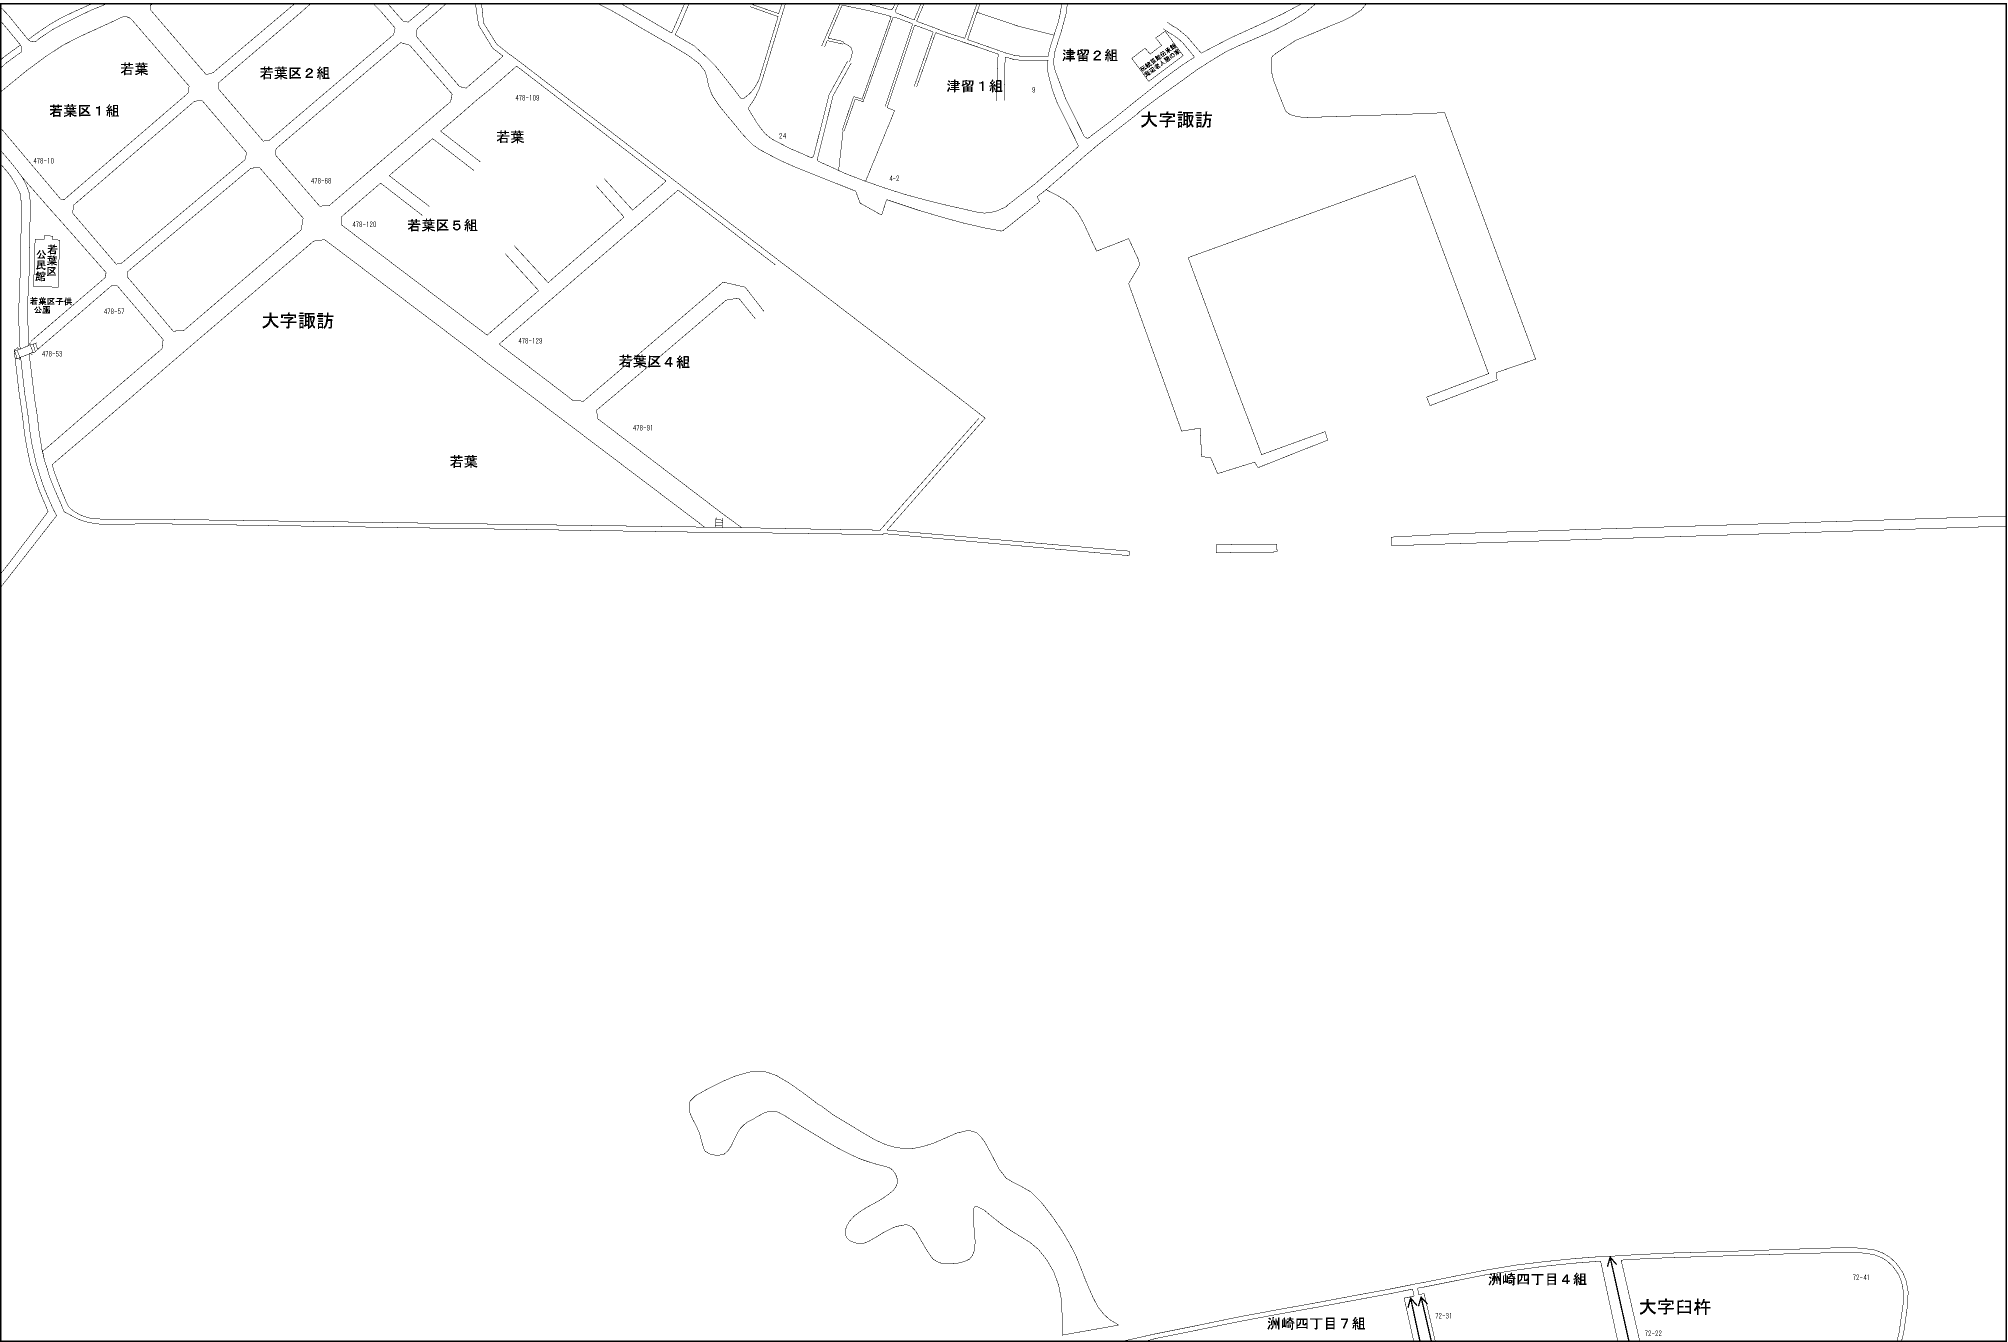 若葉
若葉区２組
若葉区１組
478-109
若葉
478-10
478-68
478-120
若葉区５組
若葉区
公民館
若葉区子供
公園
478-57
478-53
大字諏訪
478-129
若葉区４組
478-91
若葉
津留２組
津留１組
9
大字諏訪
24
4-2
洲崎四丁目４組
72-41
大字臼杵
72-31
洲崎四丁目７組
72-22